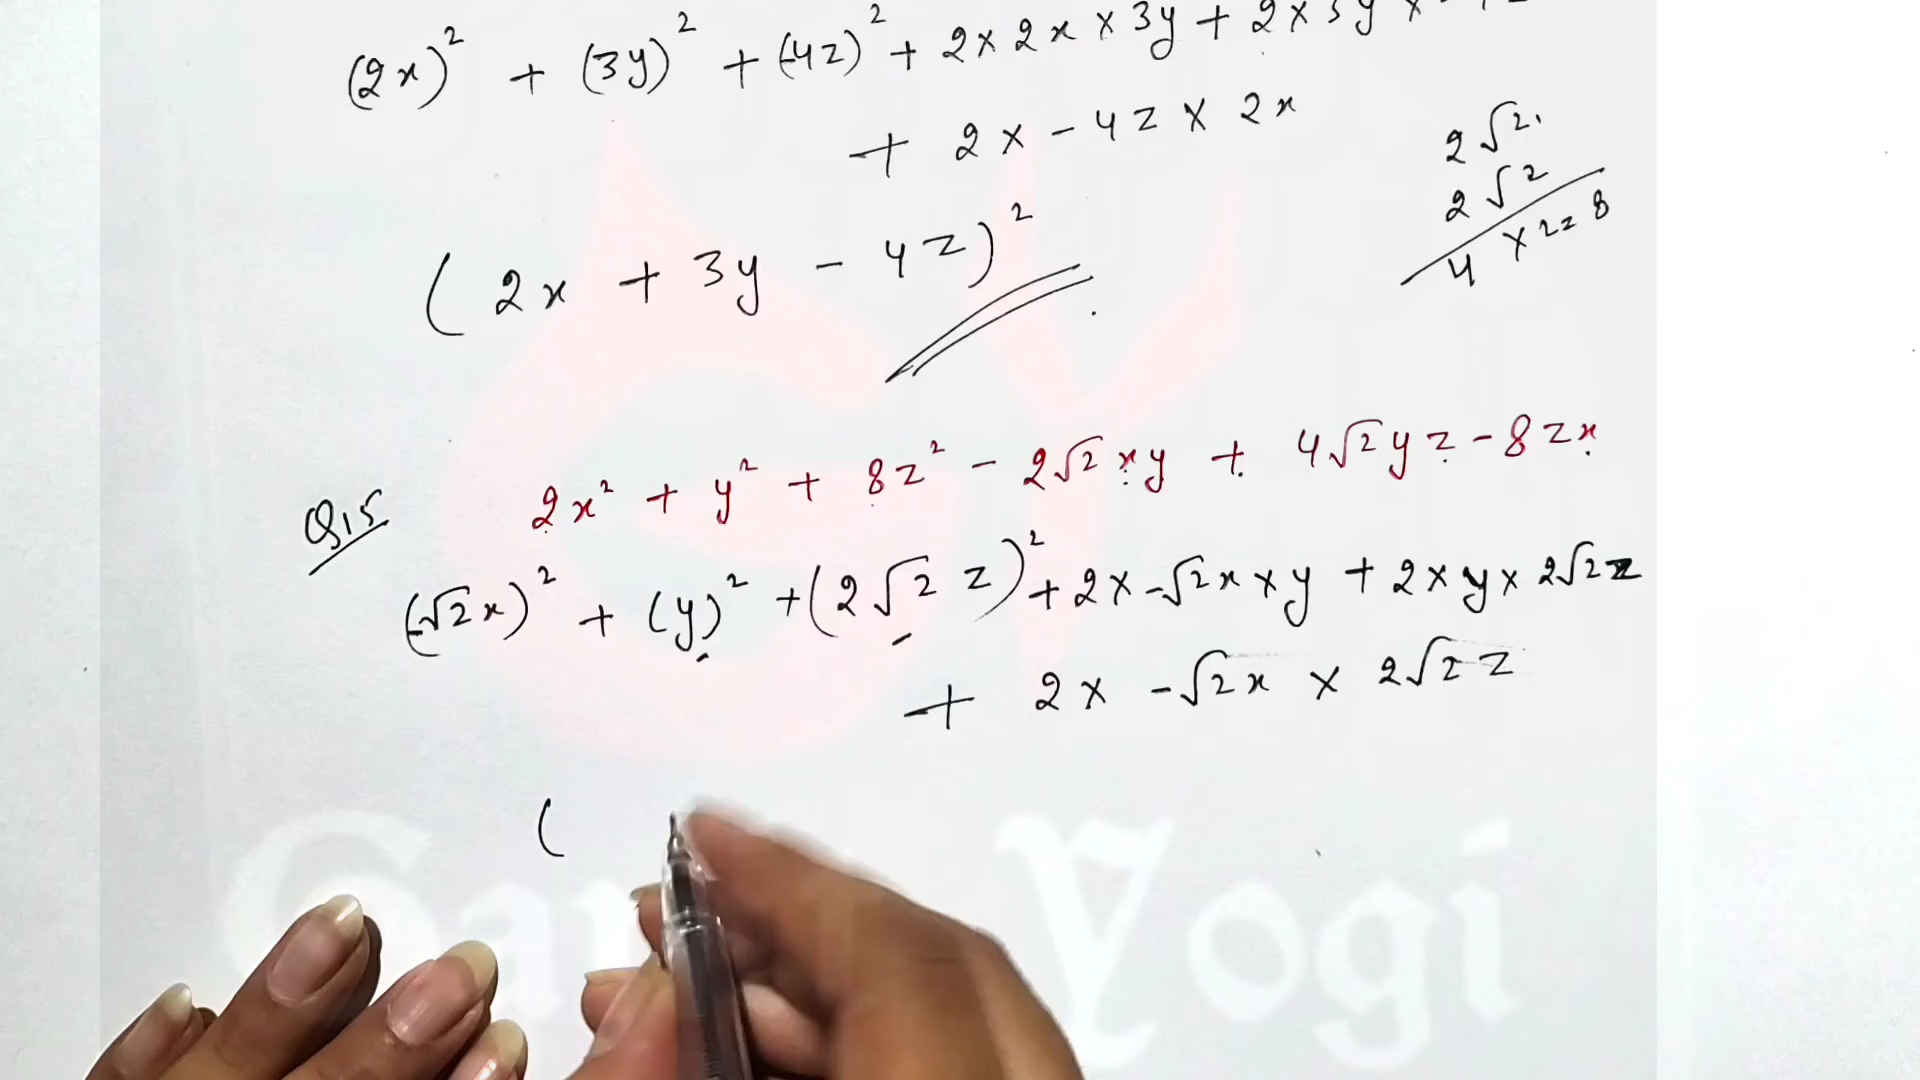 (2x)² + (3y)² + (-4z)² + 2 × 2x × 3y + 2 × 3y ×
+ 2 × - 4z × 2x
(2x + 3y - 4z)²
2√2
2√2
4 × 2 = 8
Q15 2x² + y² + 8z² - 2√2 xy + 4√2 yz - 8zx
(-√2x)² + (y)² + (2√2 z)² + 2 × -√2x × y + 2 × y × 2√2z
+ 2 × -√2x × 2√2z
(
Yogi